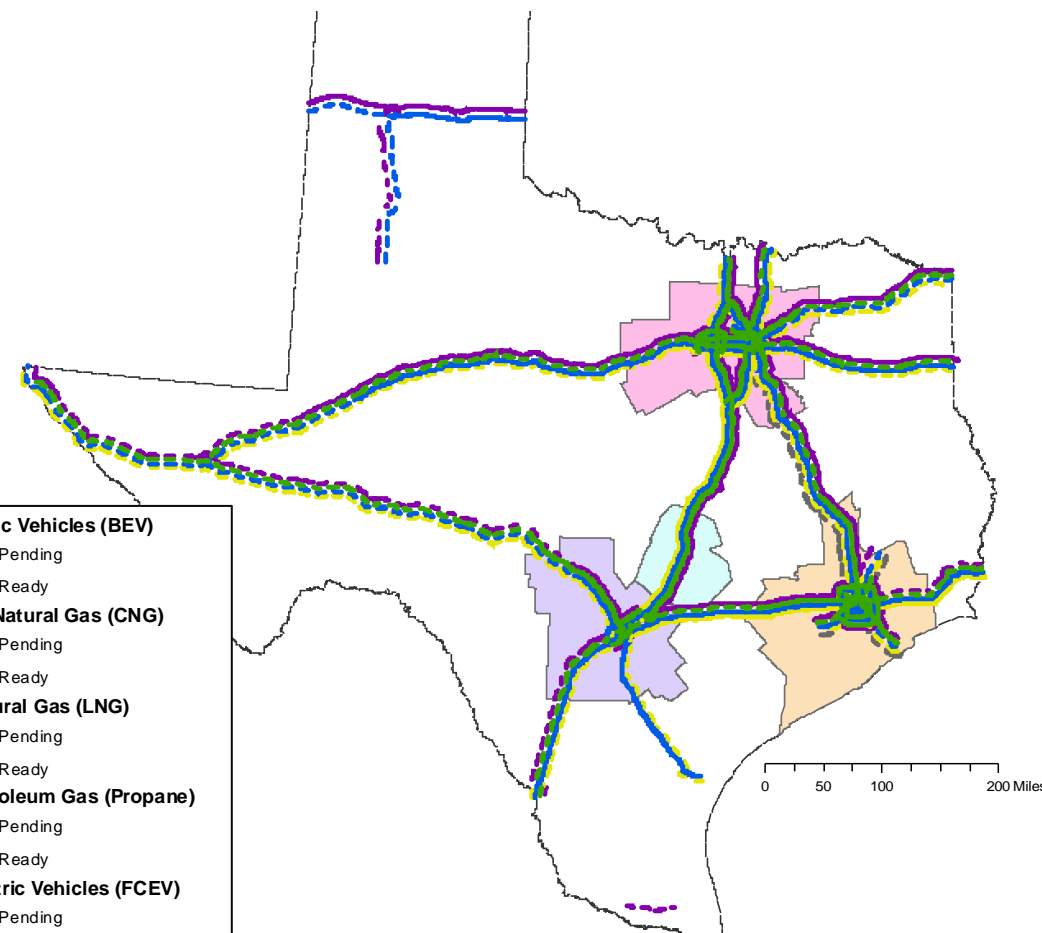 ic Vehicles (BEV)
Pending
Ready
Natural Gas (CNG)
Pending
Ready
ural Gas (LNG)
Pending
Ready
oleum Gas (Propane)
Pending
Ready
tric Vehicles (FCEV)
Pending
0 50 100 200 Miles